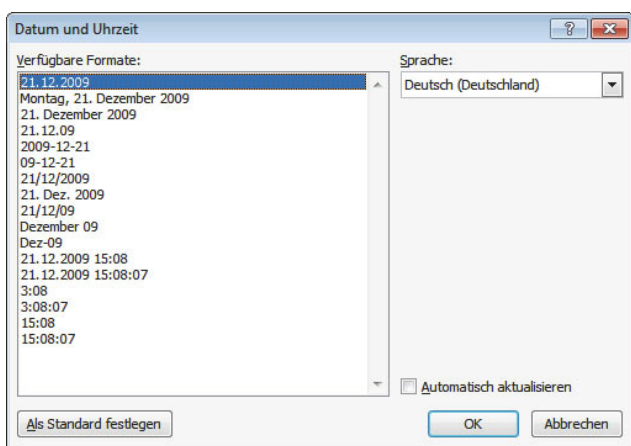 Datum und Uhrzeit
Verfügbare Formate:
21.12.2009
Montag, 21. Dezember 2009
21. Dezember 2009
21.12.09
2009-12-21
09-12-21
21/12/2009
21. Dez. 2009
21/12/09
Dezember 09
Dez-09
21.12.2009 15:08
21.12.2009 15:08:07
3:08
3:08:07
15:08
15:08:07
Sprache:
Deutsch (Deutschland)
Automatisch aktualisieren
Als Standard festlegen
OK
Abbrechen